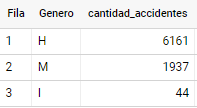 Fila Genero cantidad_accidentes
1 H 6161
2 M 1937
3 I 44